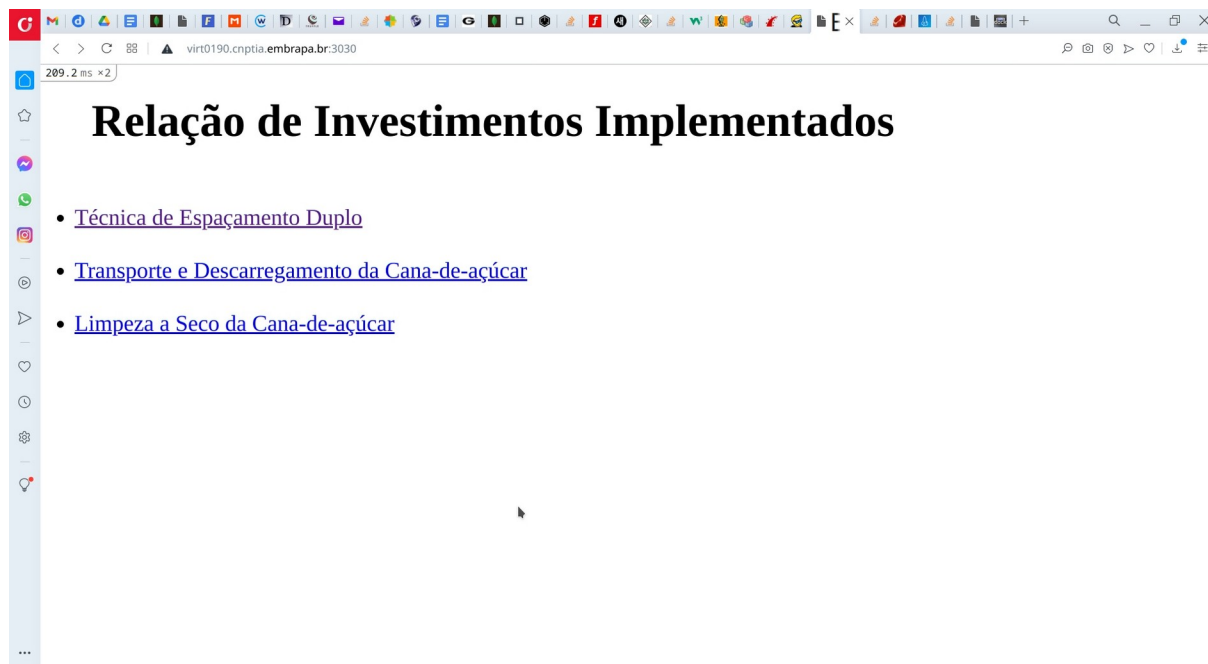 virt0190.cnptia.embrapa.br:3030
209.2 ms ×2
Relação de Investimentos Implementados
Técnica de Espaçamento Duplo
Transporte e Descarregamento da Cana-de-açúcar
Limpeza a Seco da Cana-de-açúcar